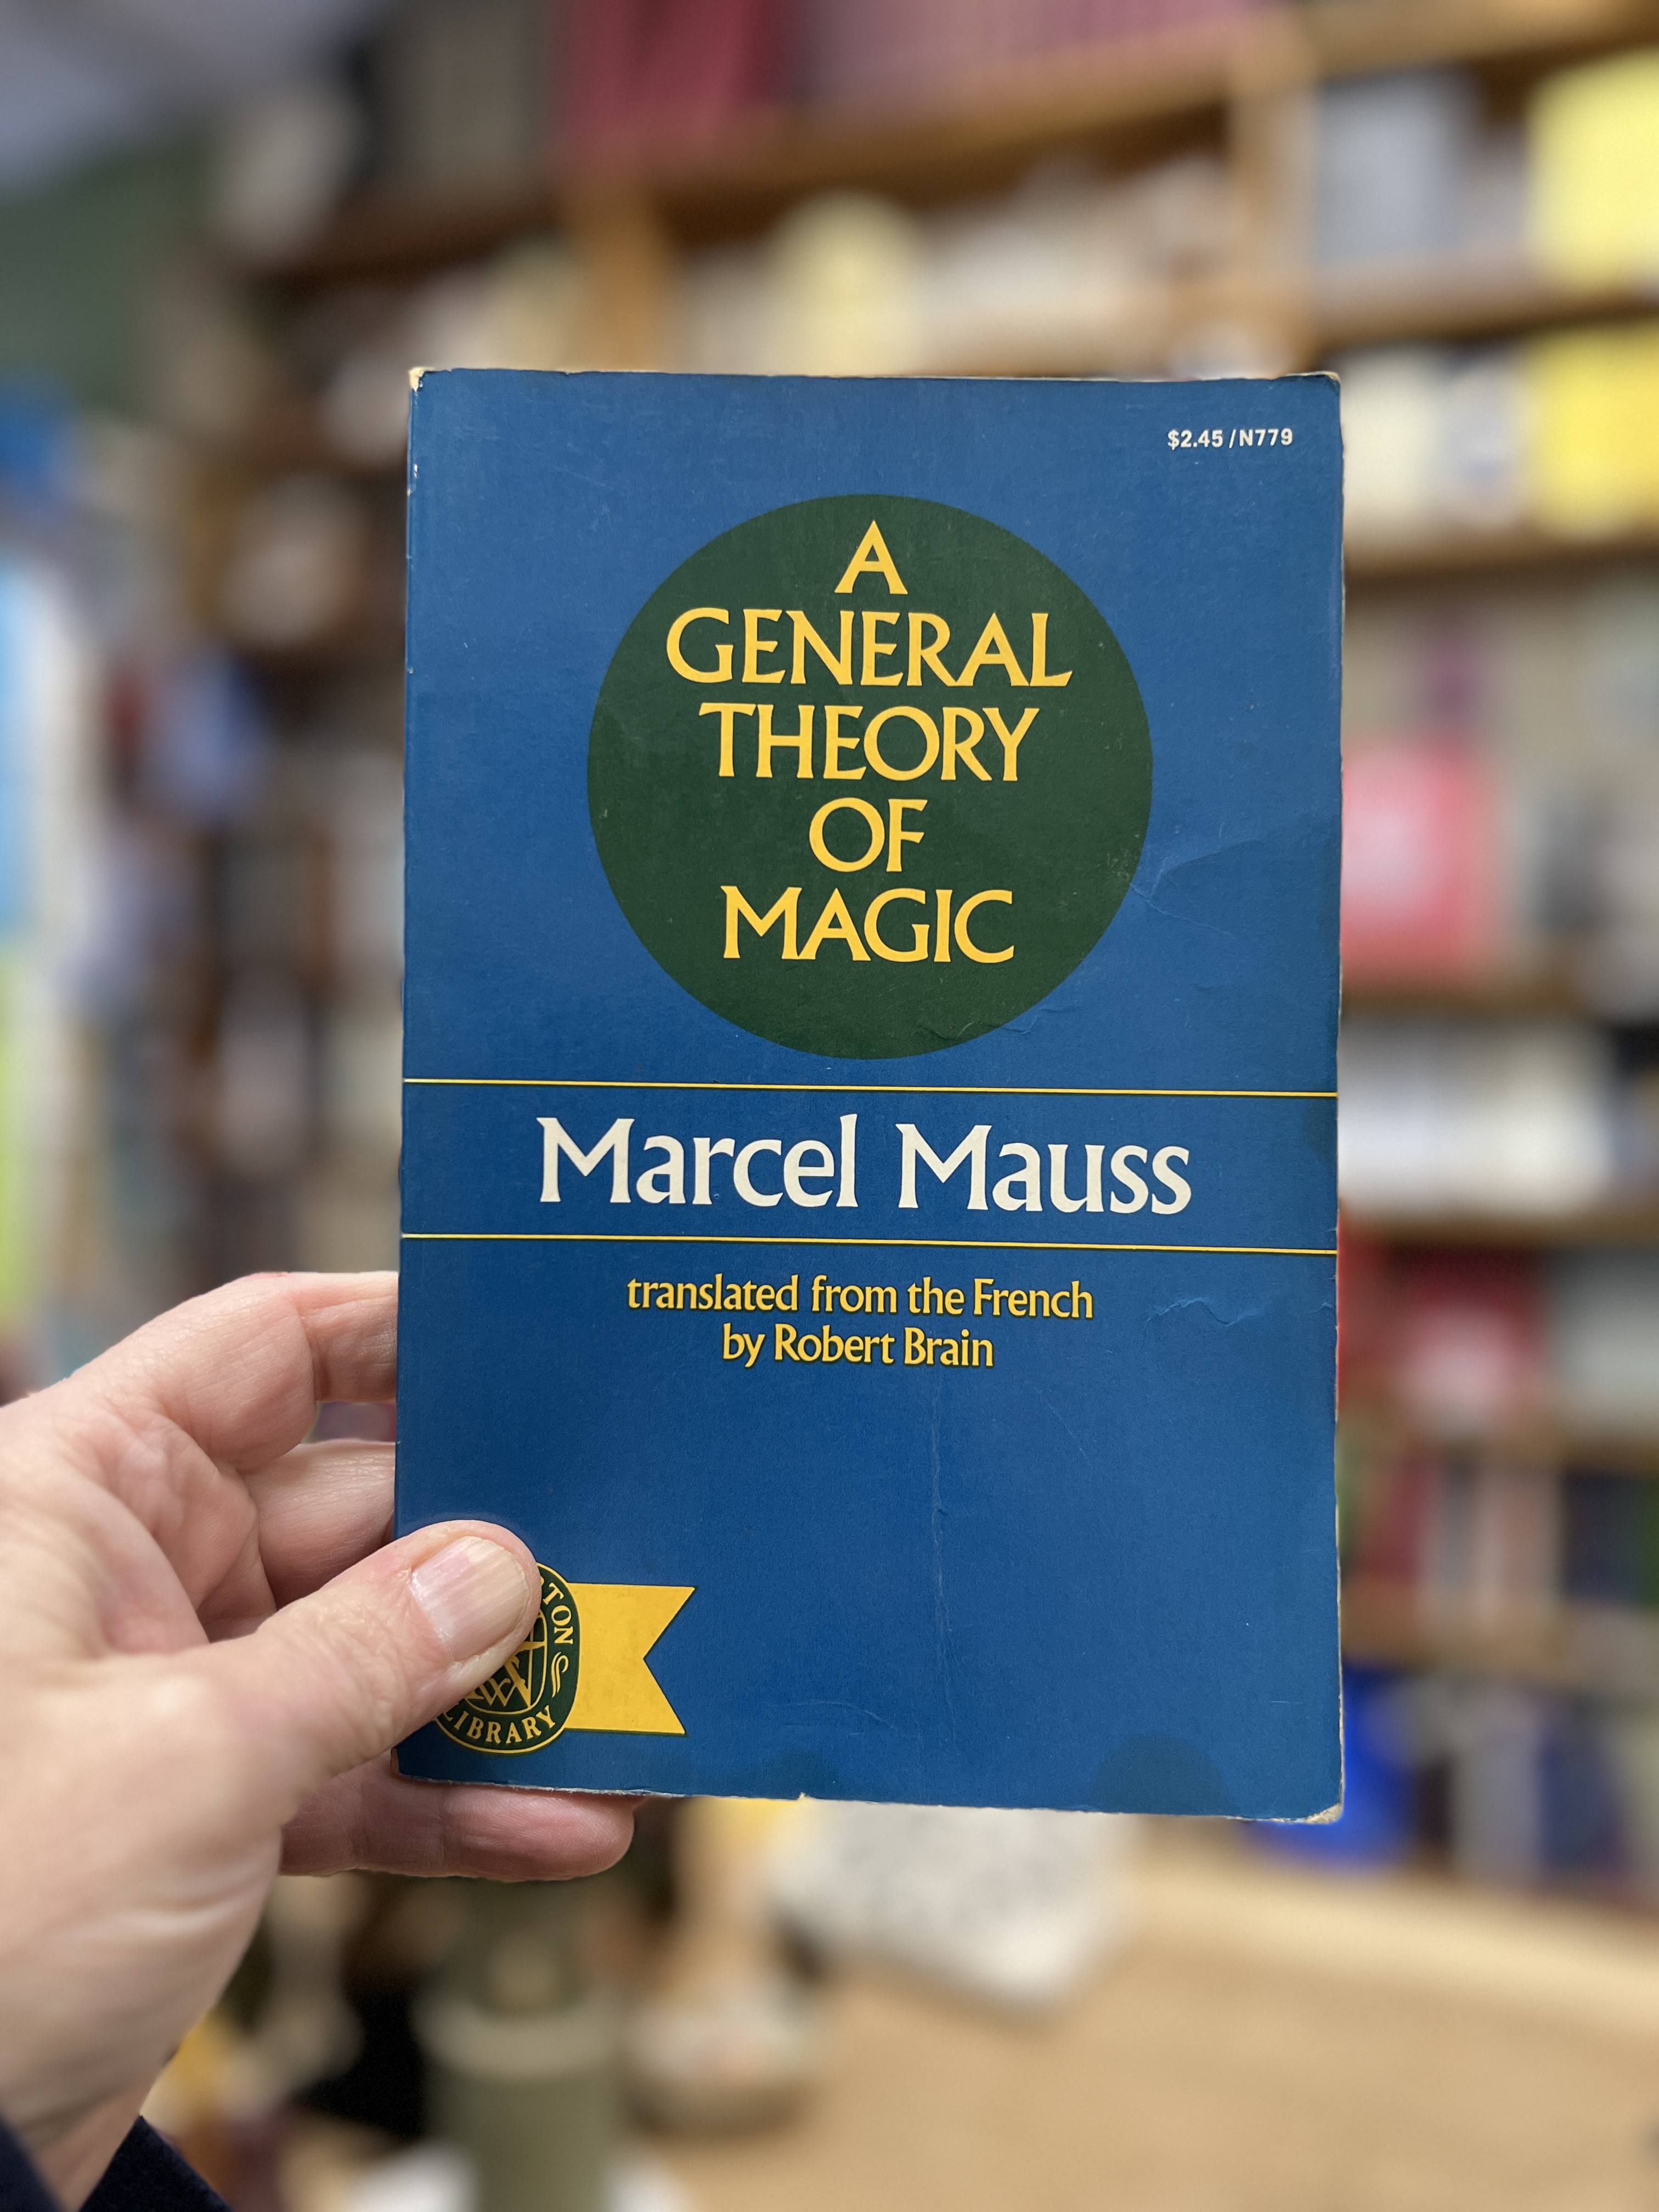 $2.45 / N779
A
GENERAL
THEORY
OF
MAGIC
Marcel Mauss
translated from the French
by Robert Brain
LIBRARY